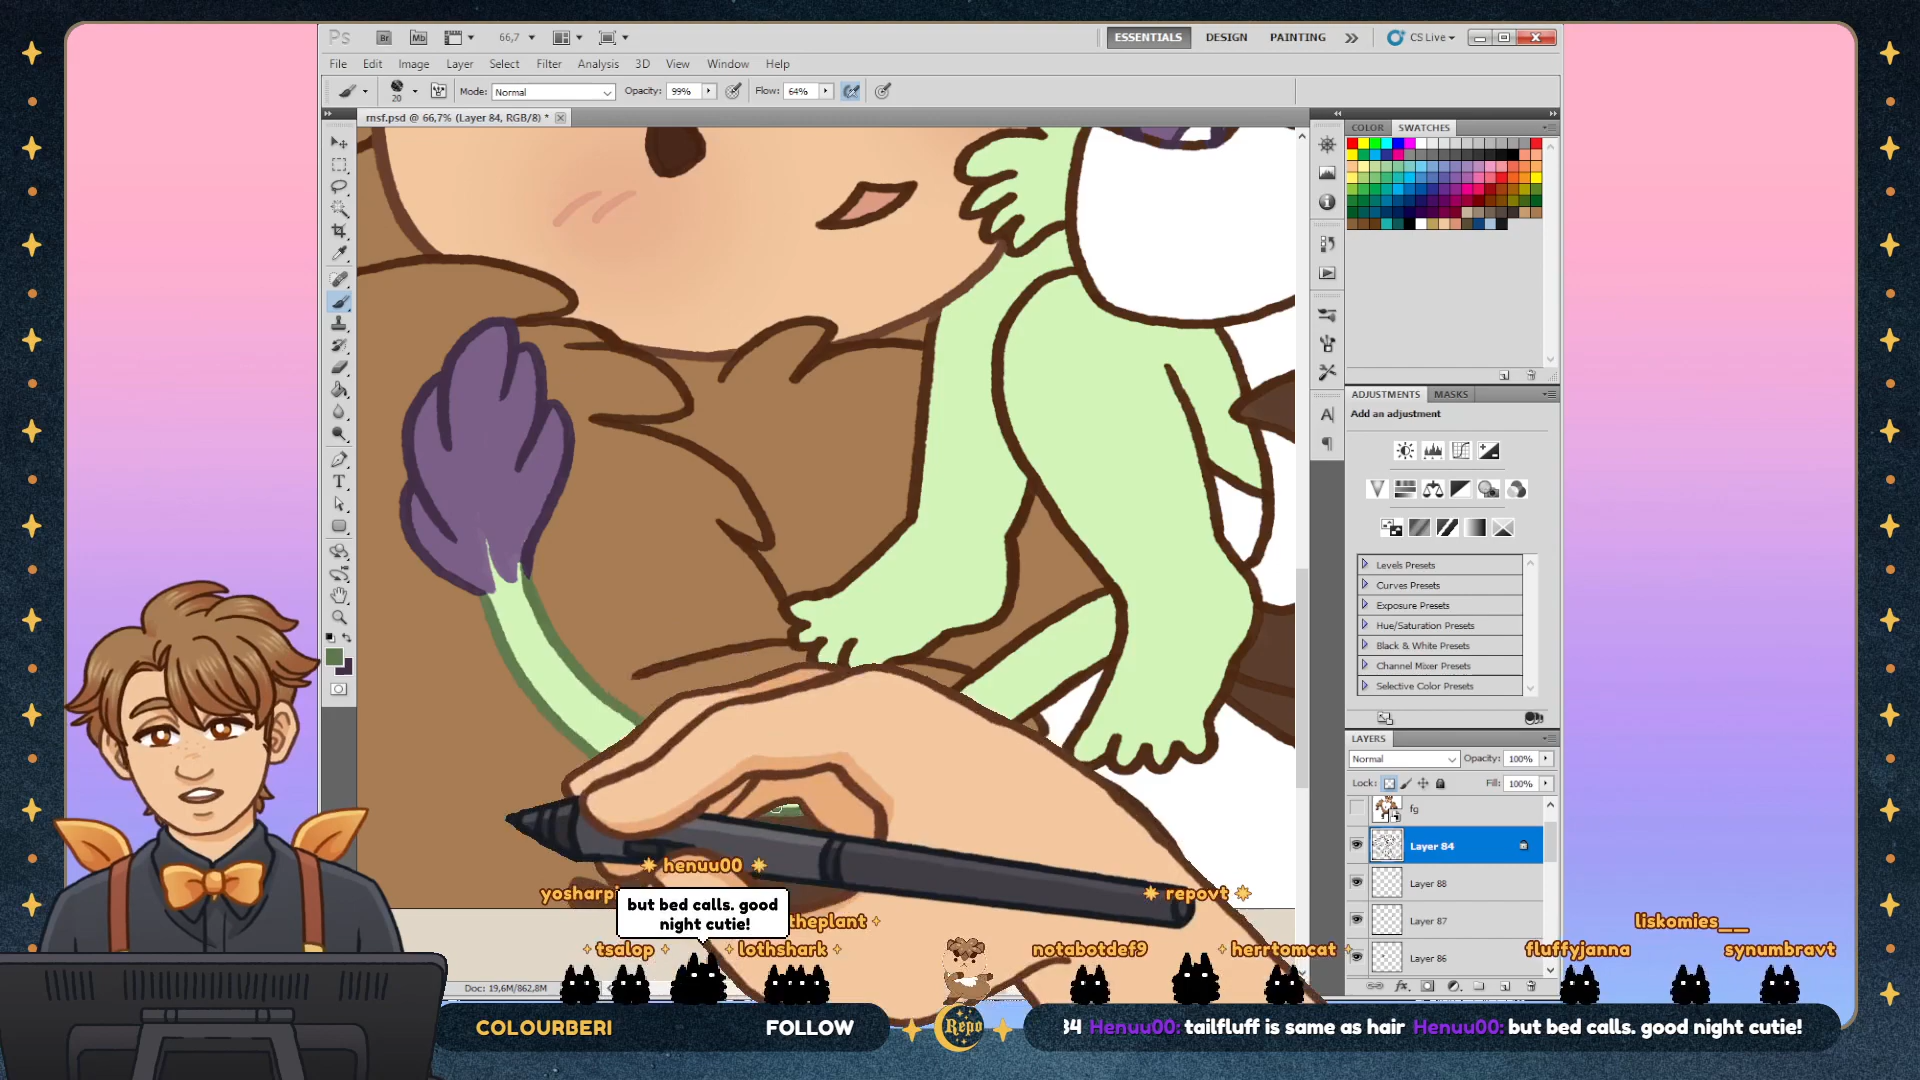 Ps
Br
Mb
66,7
ESSENTIALS
DESIGN
PAINTING
CS Live
File Edit Image Layer Select Filter Analysis 3D View Window Help
20
Mode: Normal
Opacity: 99%
Flow: 64%
rnsf.psd @ 66,7% (Layer 84, RGB/8) *
COLOR SWATCHES
ADJUSTMENTS MASKS
Add an adjustment
Levels Presets
Curves Presets
Exposure Presets
Hue/Saturation Presets
Black & White Presets
Channel Mixer Presets
Selective Color Presets
LAYERS
Normal
Opacity: 100%
Lock:
Fill: 100%
fg
Layer 84
Layer 88
Layer 87
Layer 86
henuu00
repovt
but bed calls. good
night cutie!
theplant
liskomies__
tsalop
lothshark
notabotdef9
herrtomcat
fluffyjanna
synumbravt
Doc: 19,6M/862,8M
COLOURBERI
FOLLOW
Repo
Henuu00: tailfluff is same as hair Henuu00: but bed calls. good night cutie!